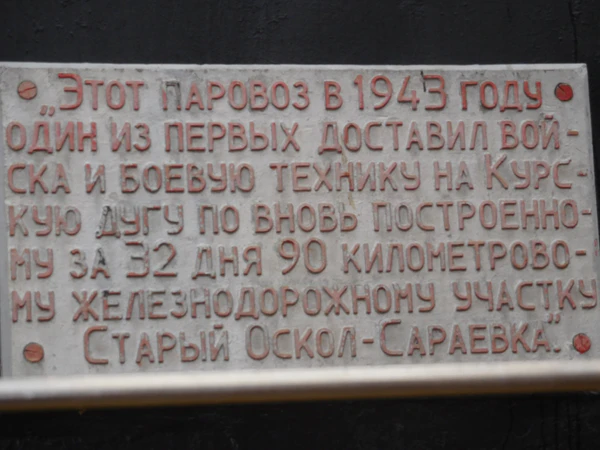 „Этот паровоз в 1943 году
один из первых доставил вой-
ска и боевую технику на Курс-
кую дугу по вновь построенно-
му за 32 дня 90 километрово-
му железнодорожному участку
Старый Оскол-Сараевка".